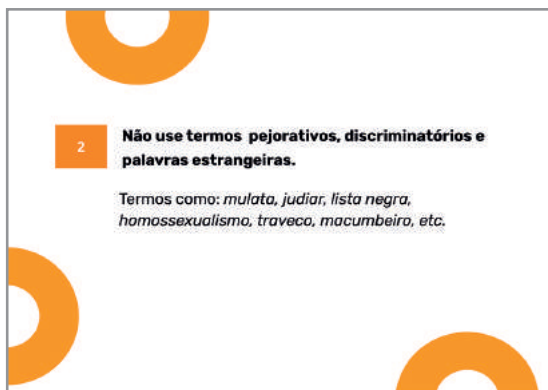 2
Não use termos pejorativos, discriminatórios e
palavras estrangeiras.
Termos como: mulata, judiar, lista negra,
homossexualismo, traveco, macumbeiro, etc.